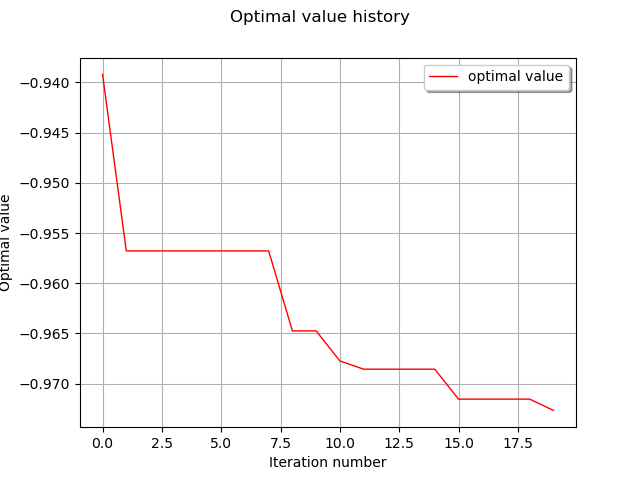 Optimal value history
optimal value
Optimal value
−0.940
−0.945
−0.950
−0.955
−0.960
−0.965
−0.970
0.0 2.5 5.0 7.5 10.0 12.5 15.0 17.5
Iteration number